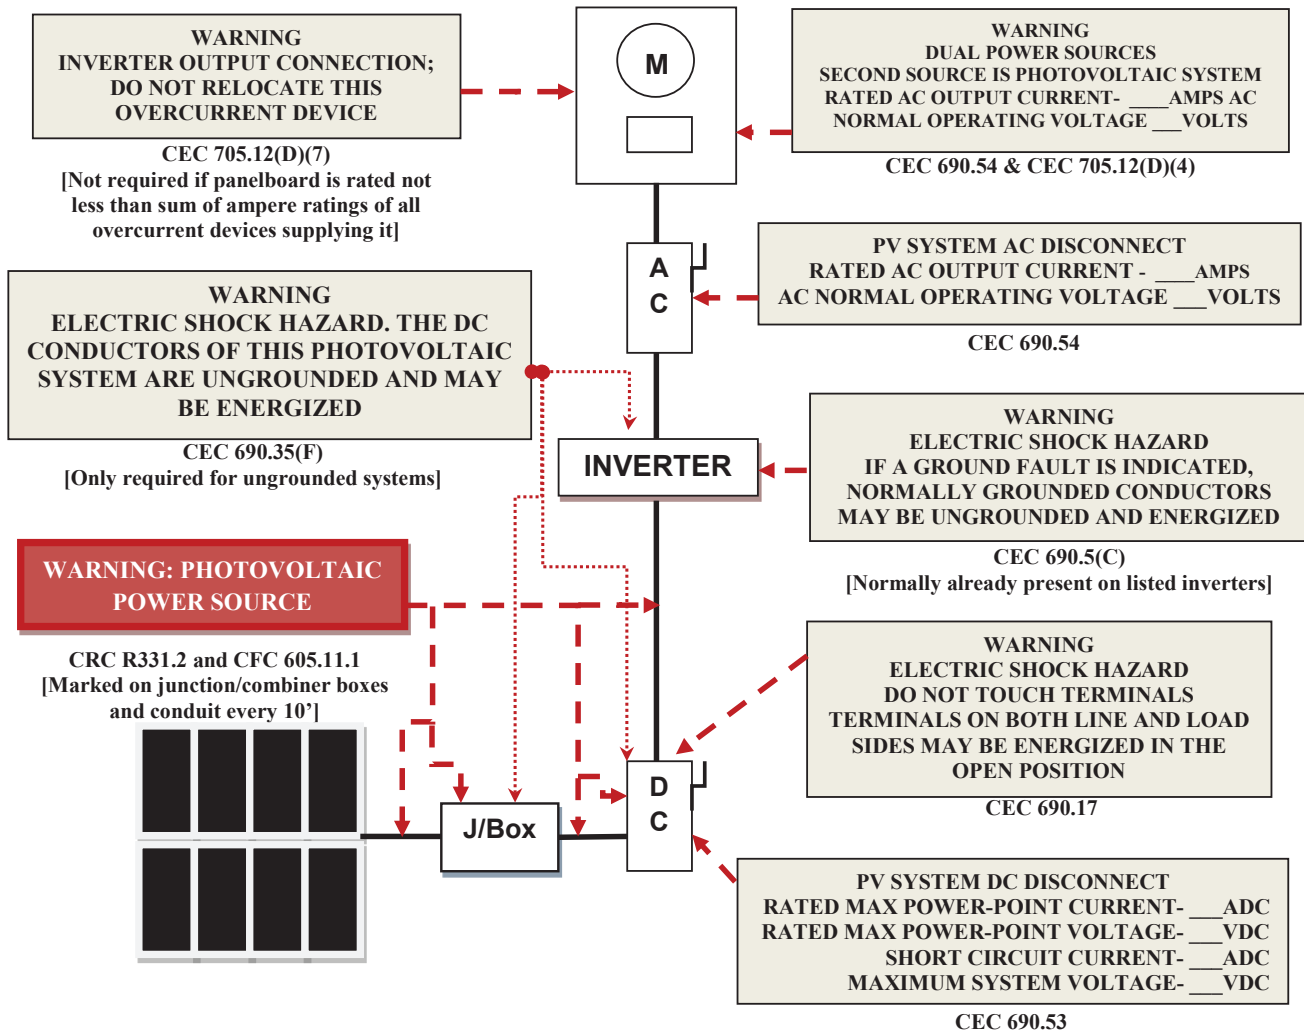 WARNING
INVERTER OUTPUT CONNECTION;
DO NOT RELOCATE THIS
OVERCURRENT DEVICE
CEC 705.12(D)(7)
[Not required if panelboard is rated not
less than sum of ampere ratings of all
overcurrent devices supplying it]
M
WARNING
DUAL POWER SOURCES
SECOND SOURCE IS PHOTOVOLTAIC SYSTEM
RATED AC OUTPUT CURRENT- ____AMPS AC
NORMAL OPERATING VOLTAGE ___VOLTS
CEC 690.54 & CEC 705.12(D)(4)
A
C
PV SYSTEM AC DISCONNECT
RATED AC OUTPUT CURRENT - ____AMPS
AC NORMAL OPERATING VOLTAGE ___VOLTS
CEC 690.54
WARNING
ELECTRIC SHOCK HAZARD. THE DC
CONDUCTORS OF THIS PHOTOVOLTAIC
SYSTEM ARE UNGROUNDED AND MAY
BE ENERGIZED
CEC 690.35(F)
[Only required for ungrounded systems]
INVERTER
WARNING
ELECTRIC SHOCK HAZARD
IF A GROUND FAULT IS INDICATED,
NORMALLY GROUNDED CONDUCTORS
MAY BE UNGROUNDED AND ENERGIZED
CEC 690.5(C)
[Normally already present on listed inverters]
WARNING: PHOTOVOLTAIC
POWER SOURCE
CRC R331.2 and CFC 605.11.1
[Marked on junction/combiner boxes
and conduit every 10’]
WARNING
ELECTRIC SHOCK HAZARD
DO NOT TOUCH TERMINALS
TERMINALS ON BOTH LINE AND LOAD
SIDES MAY BE ENERGIZED IN THE
OPEN POSITION
CEC 690.17
J/Box
D
C
PV SYSTEM DC DISCONNECT
RATED MAX POWER-POINT CURRENT- ___ADC
RATED MAX POWER-POINT VOLTAGE- ___VDC
SHORT CIRCUIT CURRENT- ___ADC
MAXIMUM SYSTEM VOLTAGE- ___VDC
CEC 690.53